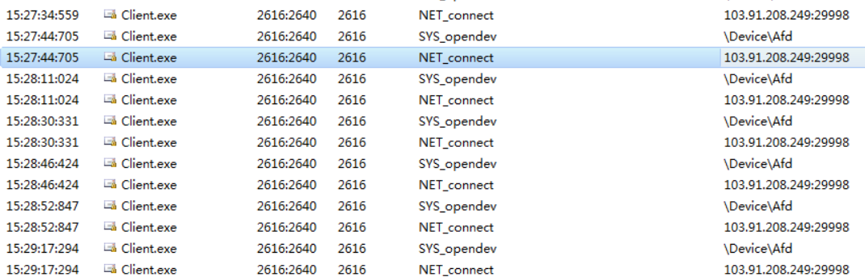 15:27:34:559 Client.exe 2616:2640 2616 NET_connect 103.91.208.249:29998
15:27:44:705 Client.exe 2616:2640 2616 SYS_opendev \Device\Afd
15:27:44:705 Client.exe 2616:2640 2616 NET_connect 103.91.208.249:29998
15:28:11:024 Client.exe 2616:2640 2616 SYS_opendev \Device\Afd
15:28:11:024 Client.exe 2616:2640 2616 NET_connect 103.91.208.249:29998
15:28:30:331 Client.exe 2616:2640 2616 SYS_opendev \Device\Afd
15:28:30:331 Client.exe 2616:2640 2616 NET_connect 103.91.208.249:29998
15:28:46:424 Client.exe 2616:2640 2616 SYS_opendev \Device\Afd
15:28:46:424 Client.exe 2616:2640 2616 NET_connect 103.91.208.249:29998
15:28:52:847 Client.exe 2616:2640 2616 SYS_opendev \Device\Afd
15:28:52:847 Client.exe 2616:2640 2616 NET_connect 103.91.208.249:29998
15:29:17:294 Client.exe 2616:2640 2616 SYS_opendev \Device\Afd
15:29:17:294 Client.exe 2616:2640 2616 NET_connect 103.91.208.249:29998